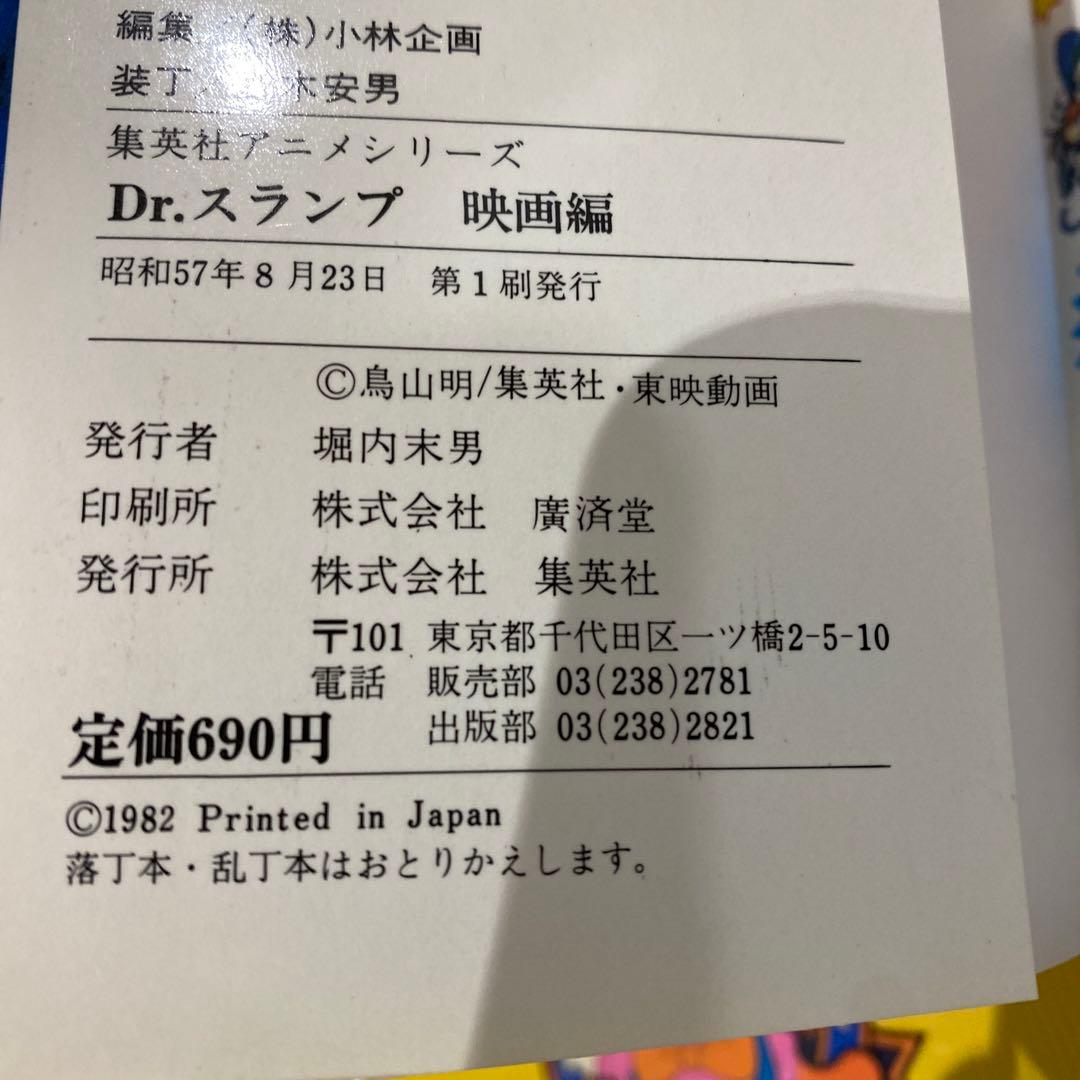 編集 (株)小林企画
装丁 木安男
集英社アニメシリーズ
Dr.スランプ 映画編
昭和57年8月23日 第1刷発行
©鳥山明/集英社・東映動画
発行者 堀内末男
印刷所 株式会社 廣済堂
発行所 株式会社 集英社
〒101 東京都千代田区一ツ橋2-5-10
電話 販売部 03(238)2781
出版部 03(238)2821
定価690円
©1982 Printed in Japan
落丁本・乱丁本はおとりかえします。